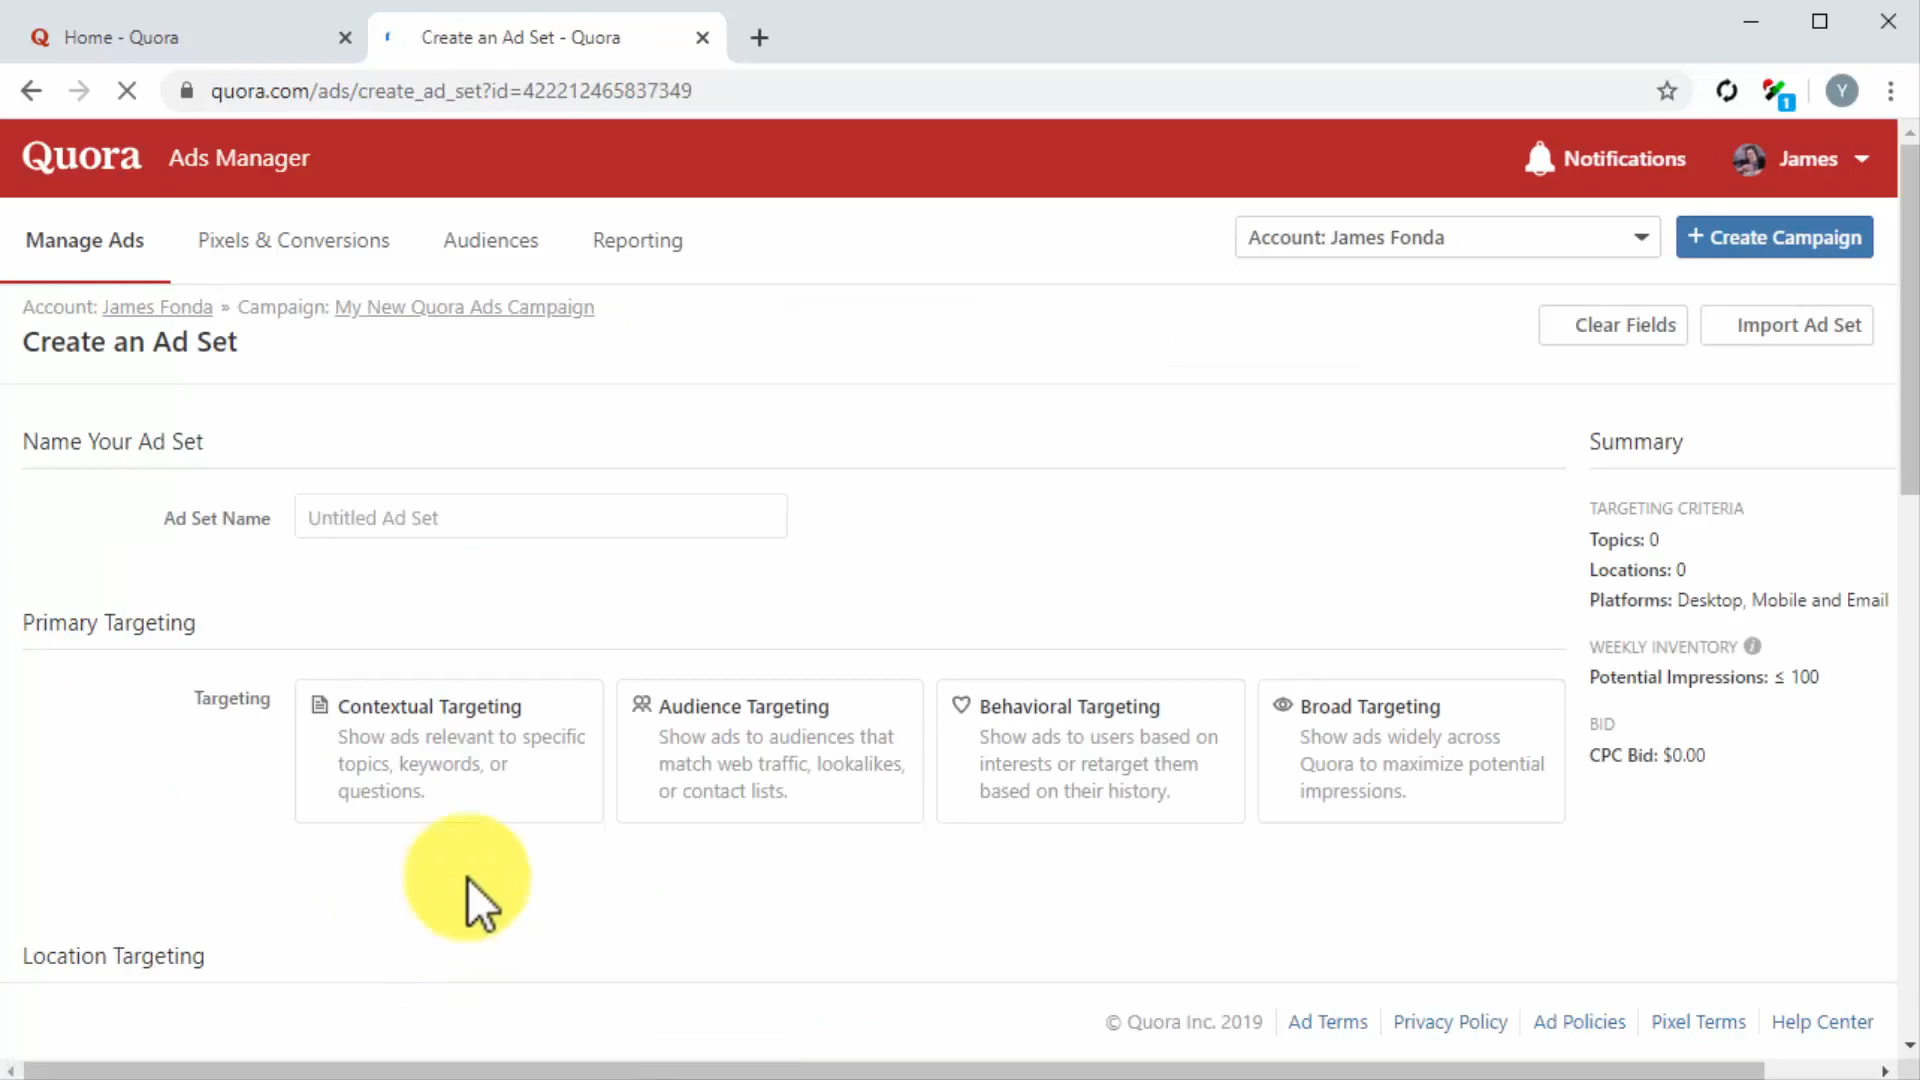 Home - Quora
Create an Ad Set - Quora
quora.com/ads/create_ad_set?id=422212465837349
1
Y
Quora Ads Manager
Notifications
James
Manage Ads
Pixels & Conversions
Audiences
Reporting
Account: James Fonda
+ Create Campaign
Account: James Fonda » Campaign: My New Quora Ads Campaign
Create an Ad Set
Clear Fields
Import Ad Set
Name Your Ad Set
Ad Set Name
Untitled Ad Set
Primary Targeting
Targeting
Contextual Targeting
Show ads relevant to specific
topics, keywords, or
questions.
Audience Targeting
Show ads to audiences that
match web traffic, lookalikes,
or contact lists.
Behavioral Targeting
Show ads to users based on
interests or retarget them
based on their history.
Broad Targeting
Show ads widely across
Quora to maximize potential
impressions.
Location Targeting
Summary
TARGETING CRITERIA
Topics: 0
Locations: 0
Platforms: Desktop, Mobile and Email
WEEKLY INVENTORY
Potential Impressions: ≤ 100
BID
CPC Bid: $0.00
© Quora Inc. 2019
Ad Terms
Privacy Policy
Ad Policies
Pixel Terms
Help Center